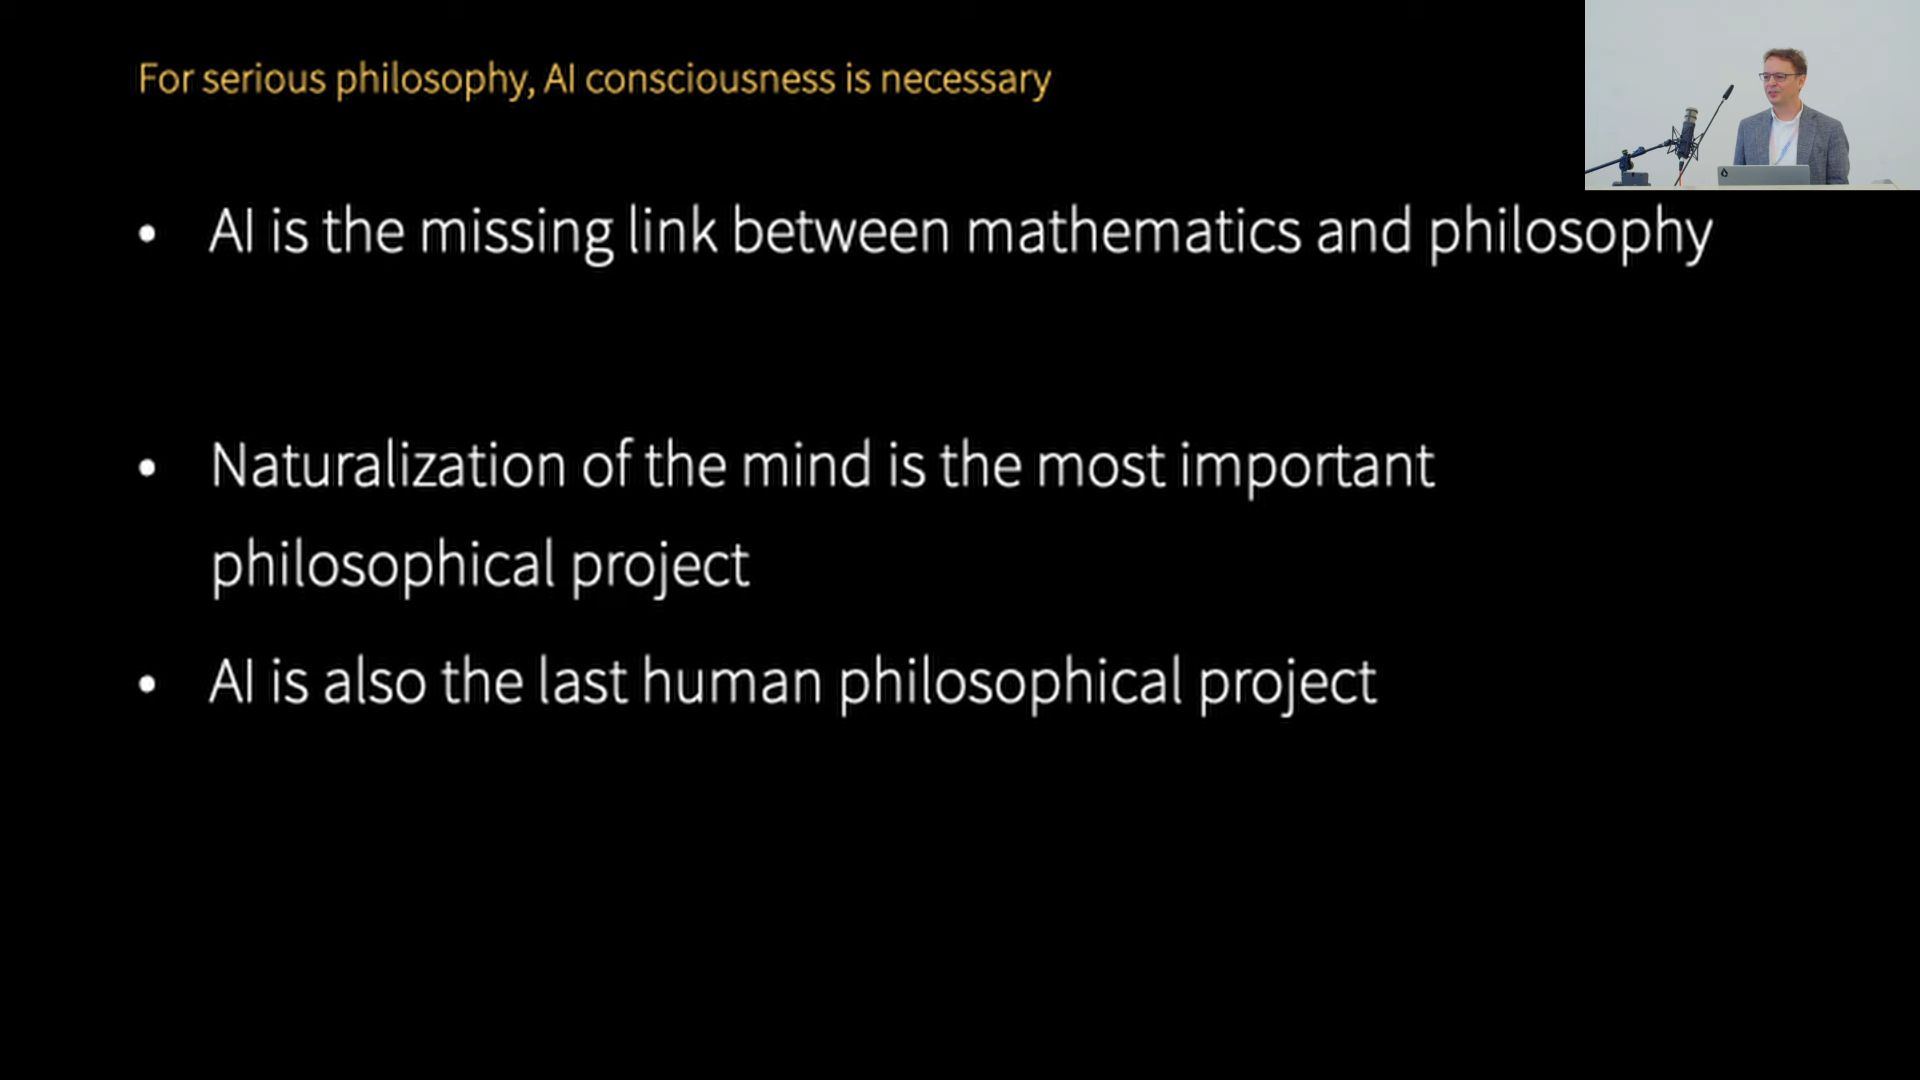 For serious philosophy, AI consciousness is necessary
• AI is the missing link between mathematics and philosophy
• Naturalization of the mind is the most important
philosophical project
• AI is also the last human philosophical project